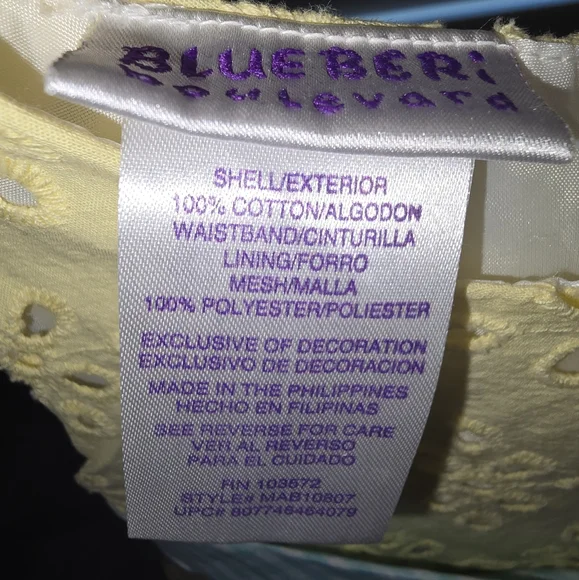 BLUEBERi
boulevard
SHELL/EXTERIOR
100% COTTON/ALGODON
WAISTBAND/CINTURILLA
LINING/FORRO
MESH/MALLA
100% POLYESTER/POLIESTER
EXCLUSIVE OF DECORATION
EXCLUSIVO DE DECORACION
MADE IN THE PHILIPPINES
HECHO EN FILIPINAS
SEE REVERSE FOR CARE
VER AL REVERSO
PARA EL CUIDADO
RN 103572
STYLE# MAB10807
UPC# 807746464079